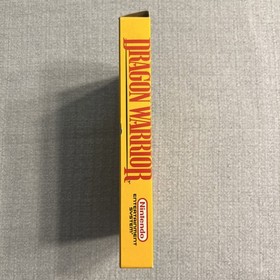 DRAGON WARRIOR
Nintendo
ENTERTAINMENT
SYSTEM